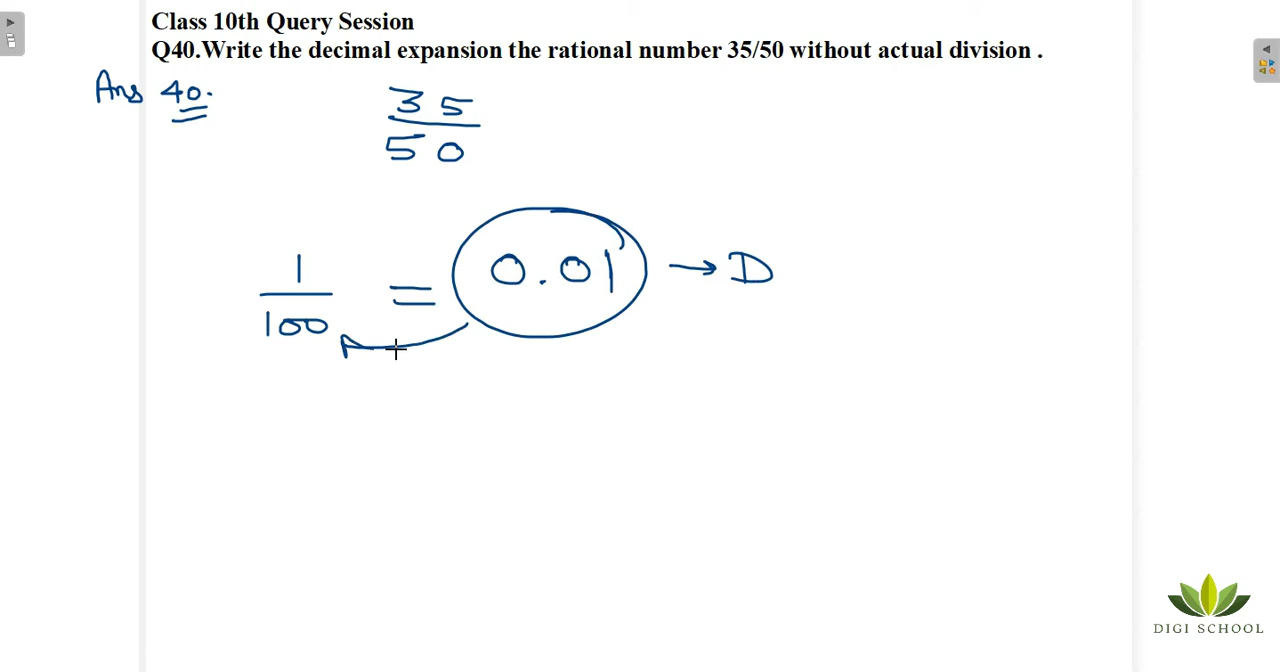 Class 10th Query Session
Q40.Write the decimal expansion the rational number 35/50 without actual division .
Ans 40.
35
50
1
100
= 0.01 → D
DIGI SCHOOL